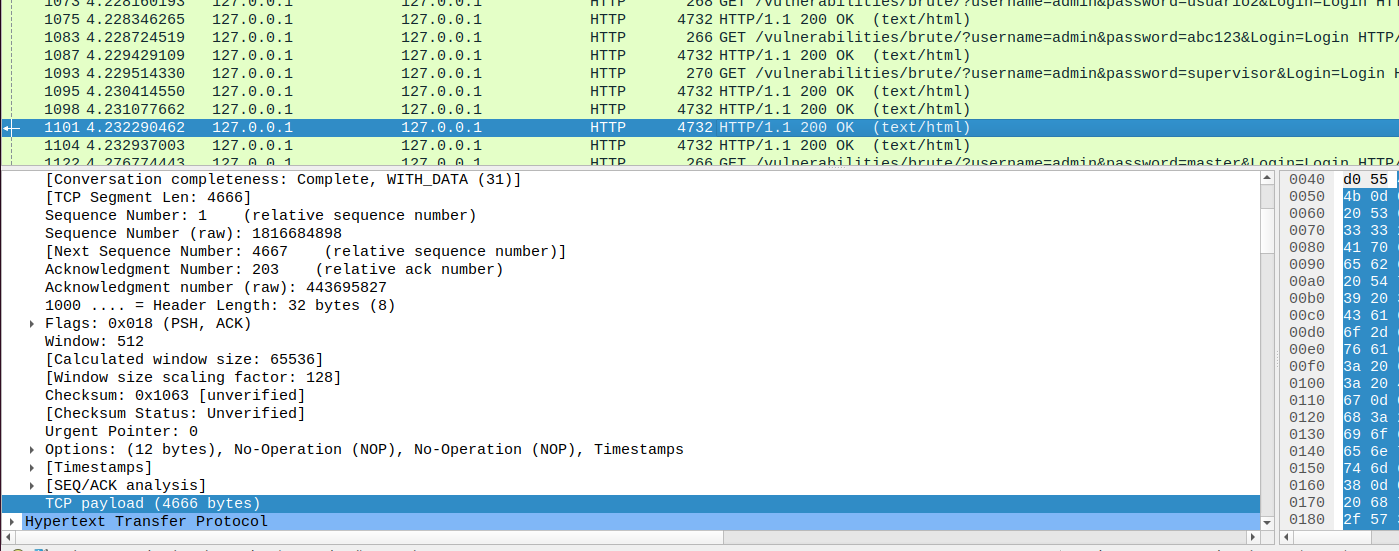 1073 4.228160193 127.0.0.1 127.0.0.1 HTTP 268 GET /vulnerabilities/brute/?username=admin&password=usuario2&Login=Login
1075 4.228346265 127.0.0.1 127.0.0.1 HTTP 4732 HTTP/1.1 200 OK (text/html)
1083 4.228724519 127.0.0.1 127.0.0.1 HTTP 266 GET /vulnerabilities/brute/?username=admin&password=abc123&Login=Login HTTP/
1087 4.229429109 127.0.0.1 127.0.0.1 HTTP 4732 HTTP/1.1 200 OK (text/html)
1093 4.229514330 127.0.0.1 127.0.0.1 HTTP 270 GET /vulnerabilities/brute/?username=admin&password=supervisor&Login=Login H
1095 4.230414550 127.0.0.1 127.0.0.1 HTTP 4732 HTTP/1.1 200 OK (text/html)
1098 4.231077662 127.0.0.1 127.0.0.1 HTTP 4732 HTTP/1.1 200 OK (text/html)
1101 4.232290462 127.0.0.1 127.0.0.1 HTTP 4732 HTTP/1.1 200 OK (text/html)
1104 4.232937003 127.0.0.1 127.0.0.1 HTTP 4732 HTTP/1.1 200 OK (text/html)
1122 4.276774443 127.0.0.1 127.0.0.1 HTTP 266 GET /vulnerabilities/brute/?username=admin&password=master&Login=Login HTTP/
[Conversation completeness: Complete, WITH_DATA (31)]
[TCP Segment Len: 4666]
Sequence Number: 1 (relative sequence number)
Sequence Number (raw): 1816684898
[Next Sequence Number: 4667 (relative sequence number)]
Acknowledgment Number: 203 (relative ack number)
Acknowledgment number (raw): 443695827
1000 .... = Header Length: 32 bytes (8)
Flags: 0x018 (PSH, ACK)
Window: 512
[Calculated window size: 65536]
[Window size scaling factor: 128]
Checksum: 0x1063 [unverified]
[Checksum Status: Unverified]
Urgent Pointer: 0
Options: (12 bytes), No-Operation (NOP), No-Operation (NOP), Timestamps
[Timestamps]
[SEQ/ACK analysis]
TCP payload (4666 bytes)
Hypertext Transfer Protocol
0040 d0 55
0050 4b 0d
0060 20 53
0070 33 33
0080 41 70
0090 65 62
00a0 20 54
00b0 39 20
00c0 43 61
00d0 6f 2d
00e0 76 61
00f0 3a 20
0100 3a 20
0110 67 0d
0120 68 3a
0130 69 6f
0140 65 6e
0150 74 6d
0160 38 0d
0170 20 68
0180 2f 57